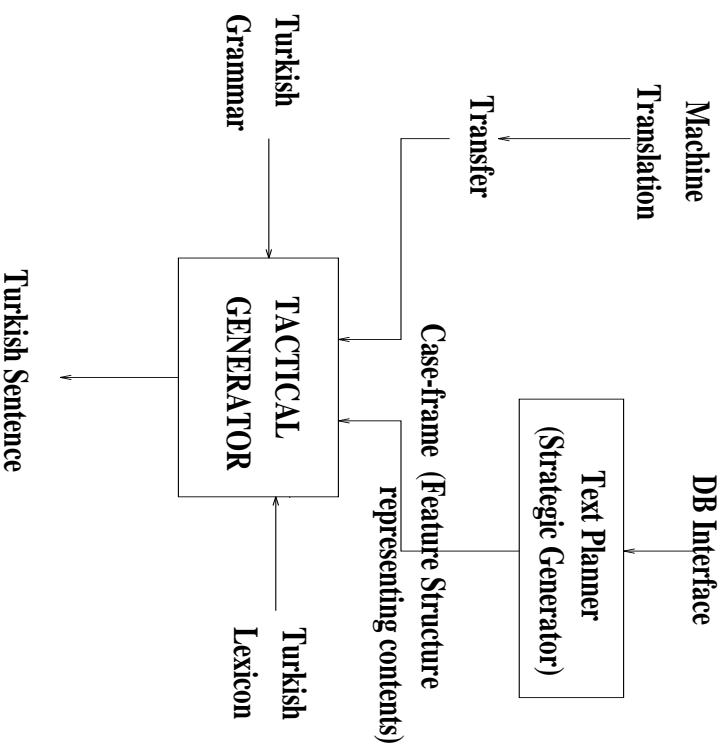 Machine
Translation
DB Interface
Transfer
Text Planner
(Strategic Generator)
Case-frame (Feature Structure
representing contents)
Turkish
Grammar
TACTICAL
GENERATOR
Turkish
Lexicon
Turkish Sentence